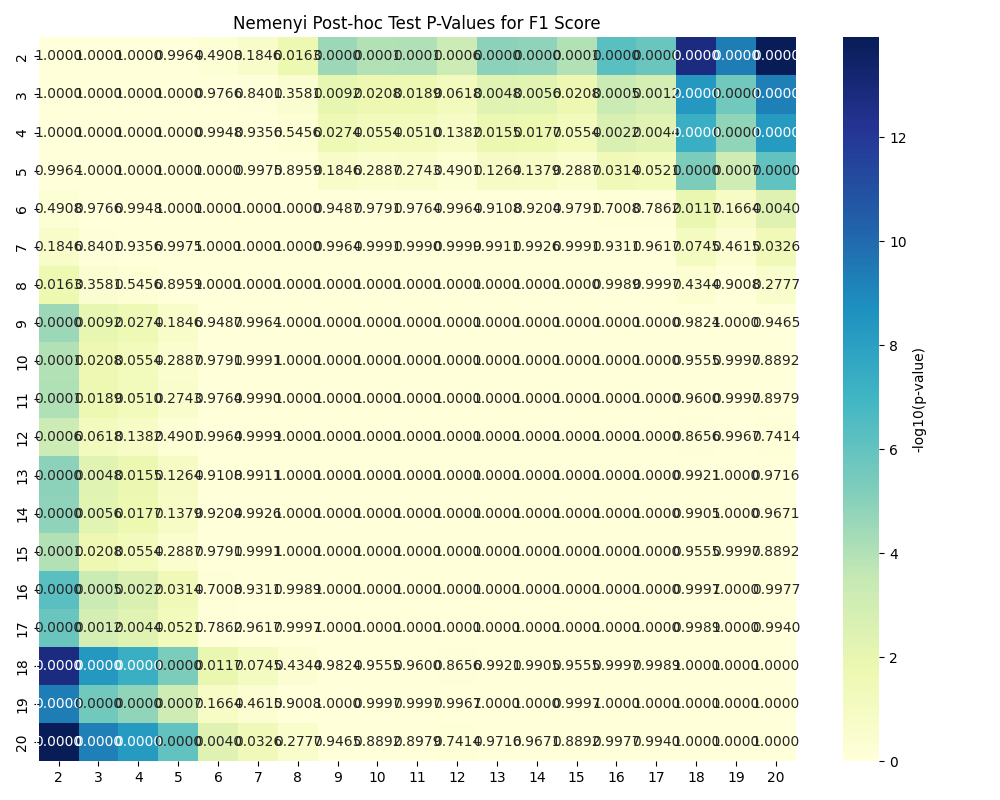 Nemenyi Post-hoc Test P-Values for F1 Score
2 1.0000 1.0000 1.0000 0.9964 0.4908 0.1846 0.0163 0.0000 0.0001 0.0001 0.0006 0.0000 0.0000 0.0001 0.0000 0.0000 0.0000 0.0000 0.0000
3 1.0000 1.0000 1.0000 1.0000 0.9766 0.8401 0.3581 0.0092 0.0208 0.0189 0.0618 0.0048 0.0056 0.0208 0.0005 0.0012 0.0000 0.0000 0.0000
4 1.0000 1.0000 1.0000 1.0000 0.9948 0.9356 0.5456 0.0274 0.0554 0.0510 0.1382 0.0155 0.0177 0.0554 0.0022 0.0044 0.0000 0.0000 0.0000
5 0.9964 1.0000 1.0000 1.0000 1.0000 0.9975 0.8959 0.1846 0.2887 0.2743 0.4901 0.1264 0.1379 0.2887 0.0314 0.0521 0.0000 0.0007 0.0000
6 0.4908 0.9766 0.9948 1.0000 1.0000 1.0000 1.0000 0.9487 0.9791 0.9764 0.9964 0.9108 0.9204 0.9791 0.7008 0.7862 0.0117 0.1664 0.0040
7 0.1846 0.8401 0.9356 0.9975 1.0000 1.0000 1.0000 0.9964 0.9991 0.9990 0.9999 0.9911 0.9926 0.9991 0.9311 0.9617 0.0745 0.4615 0.0326
8 0.0163 0.3581 0.5456 0.8959 1.0000 1.0000 1.0000 1.0000 1.0000 1.0000 1.0000 1.0000 1.0000 1.0000 0.9989 0.9997 0.4344 0.9008 0.2777
9 0.0000 0.0092 0.0274 0.1846 0.9487 0.9964 1.0000 1.0000 1.0000 1.0000 1.0000 1.0000 1.0000 1.0000 1.0000 1.0000 0.9824 1.0000 0.9465
10 0.0001 0.0208 0.0554 0.2887 0.9791 0.9991 1.0000 1.0000 1.0000 1.0000 1.0000 1.0000 1.0000 1.0000 1.0000 1.0000 0.9555 0.9997 0.8892
11 0.0001 0.0189 0.0510 0.2743 0.9764 0.9990 1.0000 1.0000 1.0000 1.0000 1.0000 1.0000 1.0000 1.0000 1.0000 1.0000 0.9600 0.9997 0.8979
12 0.0006 0.0618 0.1382 0.4901 0.9964 0.9999 1.0000 1.0000 1.0000 1.0000 1.0000 1.0000 1.0000 1.0000 1.0000 1.0000 0.8656 0.9967 0.7414
13 0.0000 0.0048 0.0155 0.1264 0.9108 0.9911 1.0000 1.0000 1.0000 1.0000 1.0000 1.0000 1.0000 1.0000 1.0000 1.0000 0.9921 1.0000 0.9716
14 0.0000 0.0056 0.0177 0.1379 0.9204 0.9926 1.0000 1.0000 1.0000 1.0000 1.0000 1.0000 1.0000 1.0000 1.0000 1.0000 0.9905 1.0000 0.9671
15 0.0001 0.0208 0.0554 0.2887 0.9791 0.9991 1.0000 1.0000 1.0000 1.0000 1.0000 1.0000 1.0000 1.0000 1.0000 1.0000 0.9555 0.9997 0.8892
16 0.0000 0.0005 0.0022 0.0314 0.7008 0.9311 0.9989 1.0000 1.0000 1.0000 1.0000 1.0000 1.0000 1.0000 1.0000 1.0000 0.9997 1.0000 0.9977
17 0.0000 0.0012 0.0044 0.0521 0.7862 0.9617 0.9997 1.0000 1.0000 1.0000 1.0000 1.0000 1.0000 1.0000 1.0000 1.0000 0.9989 1.0000 0.9940
18 0.0000 0.0000 0.0000 0.0000 0.0117 0.0745 0.4344 0.9824 0.9555 0.9600 0.8656 0.9921 0.9905 0.9555 0.9997 0.9989 1.0000 1.0000 1.0000
19 0.0000 0.0000 0.0000 0.0007 0.1664 0.4615 0.9008 1.0000 0.9997 0.9997 0.9967 1.0000 1.0000 0.9997 1.0000 1.0000 1.0000 1.0000 1.0000
20 0.0000 0.0000 0.0000 0.0000 0.0040 0.0326 0.2777 0.9465 0.8892 0.8979 0.7414 0.9716 0.9671 0.8892 0.9977 0.9940 1.0000 1.0000 1.0000
2 3 4 5 6 7 8 9 10 11 12 13 14 15 16 17 18 19 20
12
10
8
6
4
2
0
-log10(p-value)